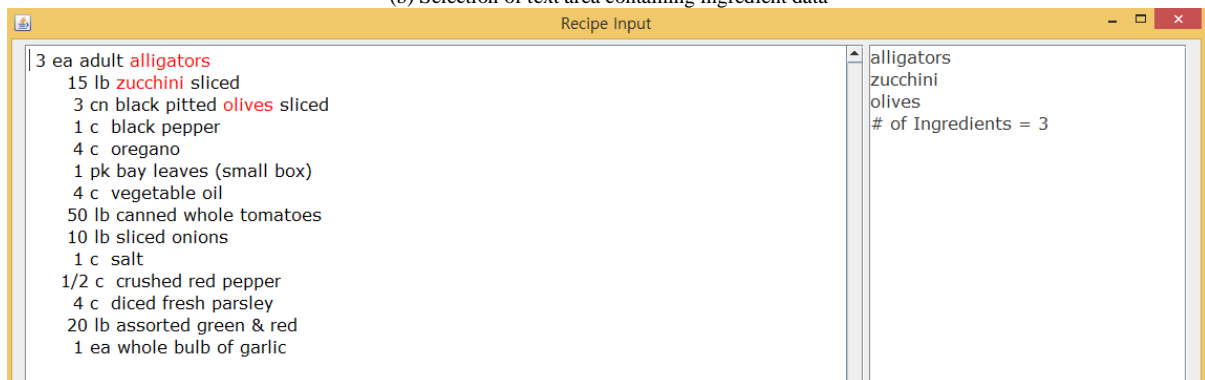 (b) Selection of text area containing ingredient data
Recipe Input
3 ea adult alligators
15 lb zucchini sliced
3 cn black pitted olives sliced
1 c black pepper
4 c oregano
1 pk bay leaves (small box)
4 c vegetable oil
50 lb canned whole tomatoes
10 lb sliced onions
1 c salt
1/2 c crushed red pepper
4 c diced fresh parsley
20 lb assorted green & red
1 ea whole bulb of garlic
alligators
zucchini
olives
# of Ingredients = 3